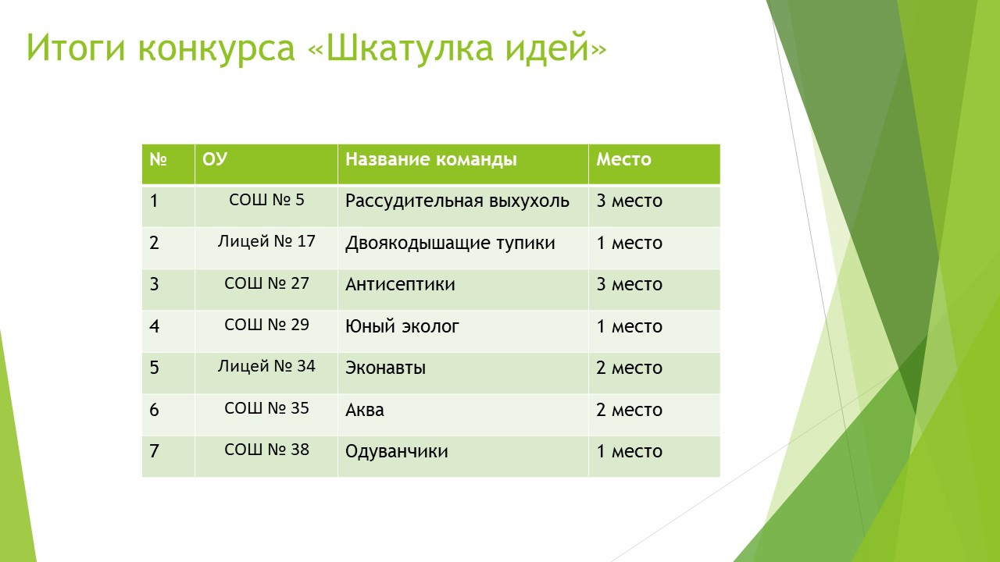 Итоги конкурса «Шкатулка идей»
№ ОУ Название команды Место
1 СОШ № 5 Рассудительная выхухоль 3 место
2 Лицей № 17 Двоякодышащие тупики 1 место
3 СОШ № 27 Антисептики 3 место
4 СОШ № 29 Юный эколог 1 место
5 Лицей № 34 Эконавты 2 место
6 СОШ № 35 Аква 2 место
7 СОШ № 38 Одуванчики 1 место